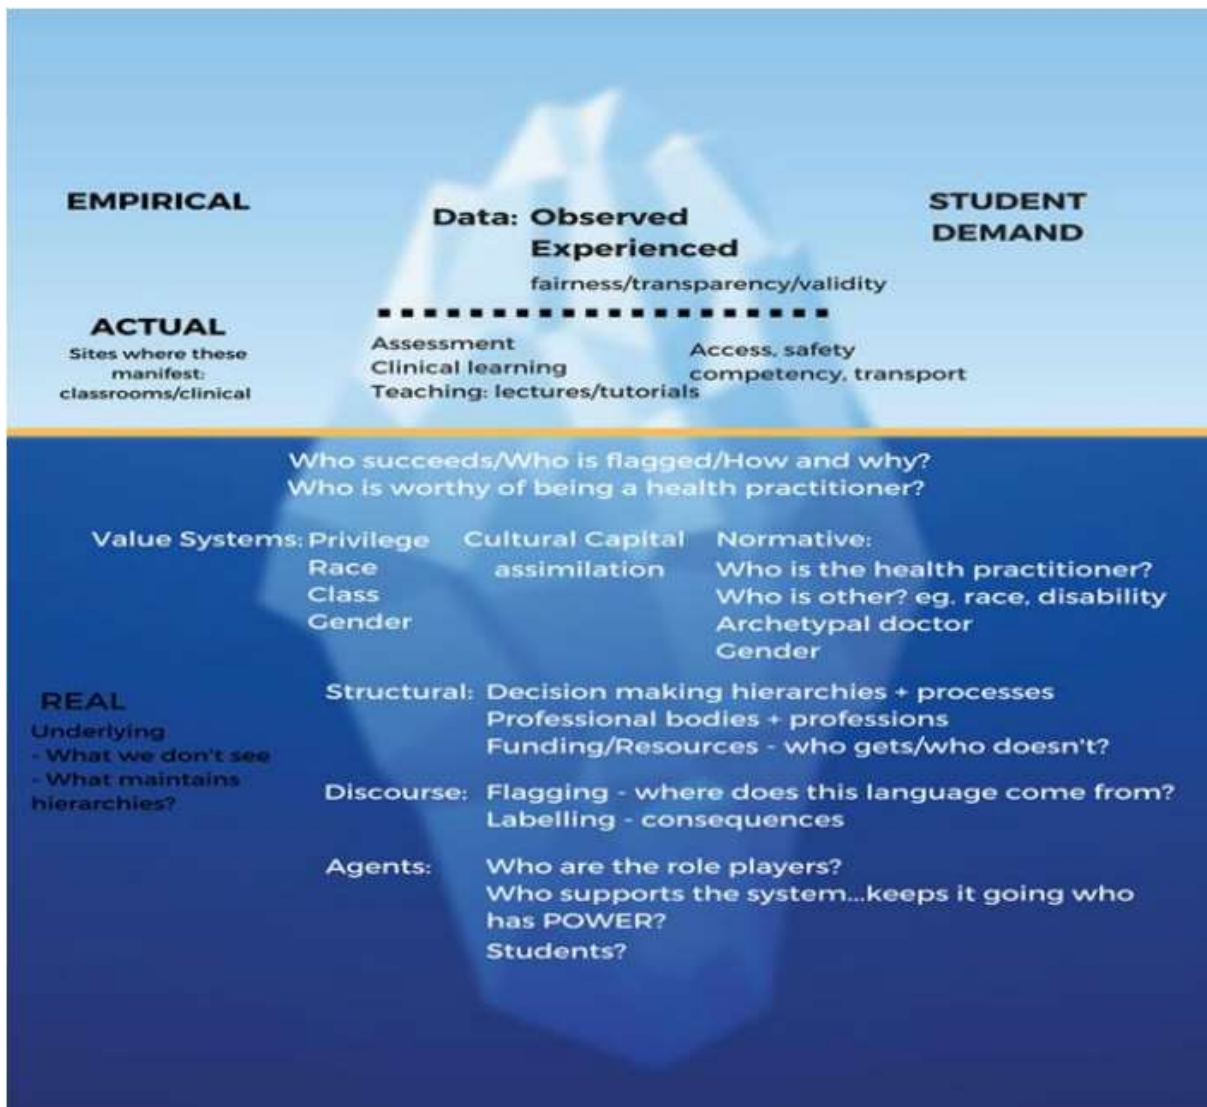 EMPIRICAL
Data: Observed
Experienced
fairness/transparency/validity
STUDENT
DEMAND
ACTUAL
Sites where these
manifest:
classrooms/clinical
Assessment
Clinical learning
Teaching: lectures/tutorials
Access, safety
competency, transport
Who succeeds/Who is flagged/How and why?
Who is worthy of being a health practitioner?
Value Systems: Privilege
Race
Class
Gender
Cultural Capital
assimilation
Normative:
Who is the health practitioner?
Who is other? eg. race, disability
Archetypal doctor
Gender
REAL
Underlying
- What we don't see
- What maintains
hierarchies?
Structural: Decision making hierarchies + processes
Professional bodies + professions
Funding/Resources - who gets/who doesn't?
Discourse: Flagging - where does this language come from?
Labelling - consequences
Agents: Who are the role players?
Who supports the system...keeps it going who
has POWER?
Students?